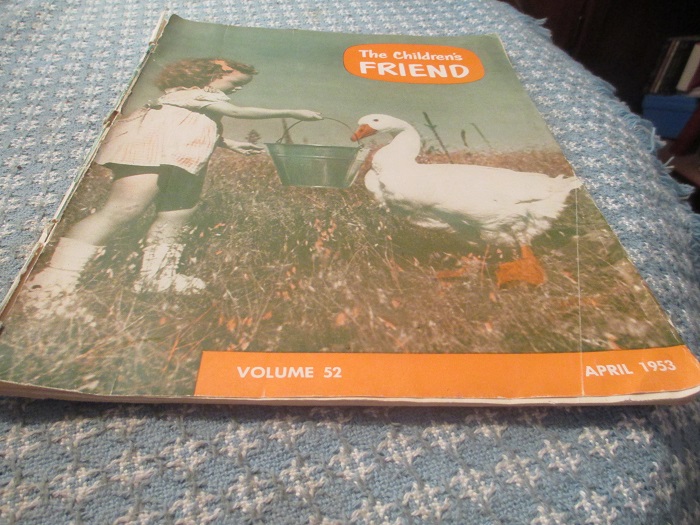 The Children's
FRIEND
VOLUME 52
APRIL 1953